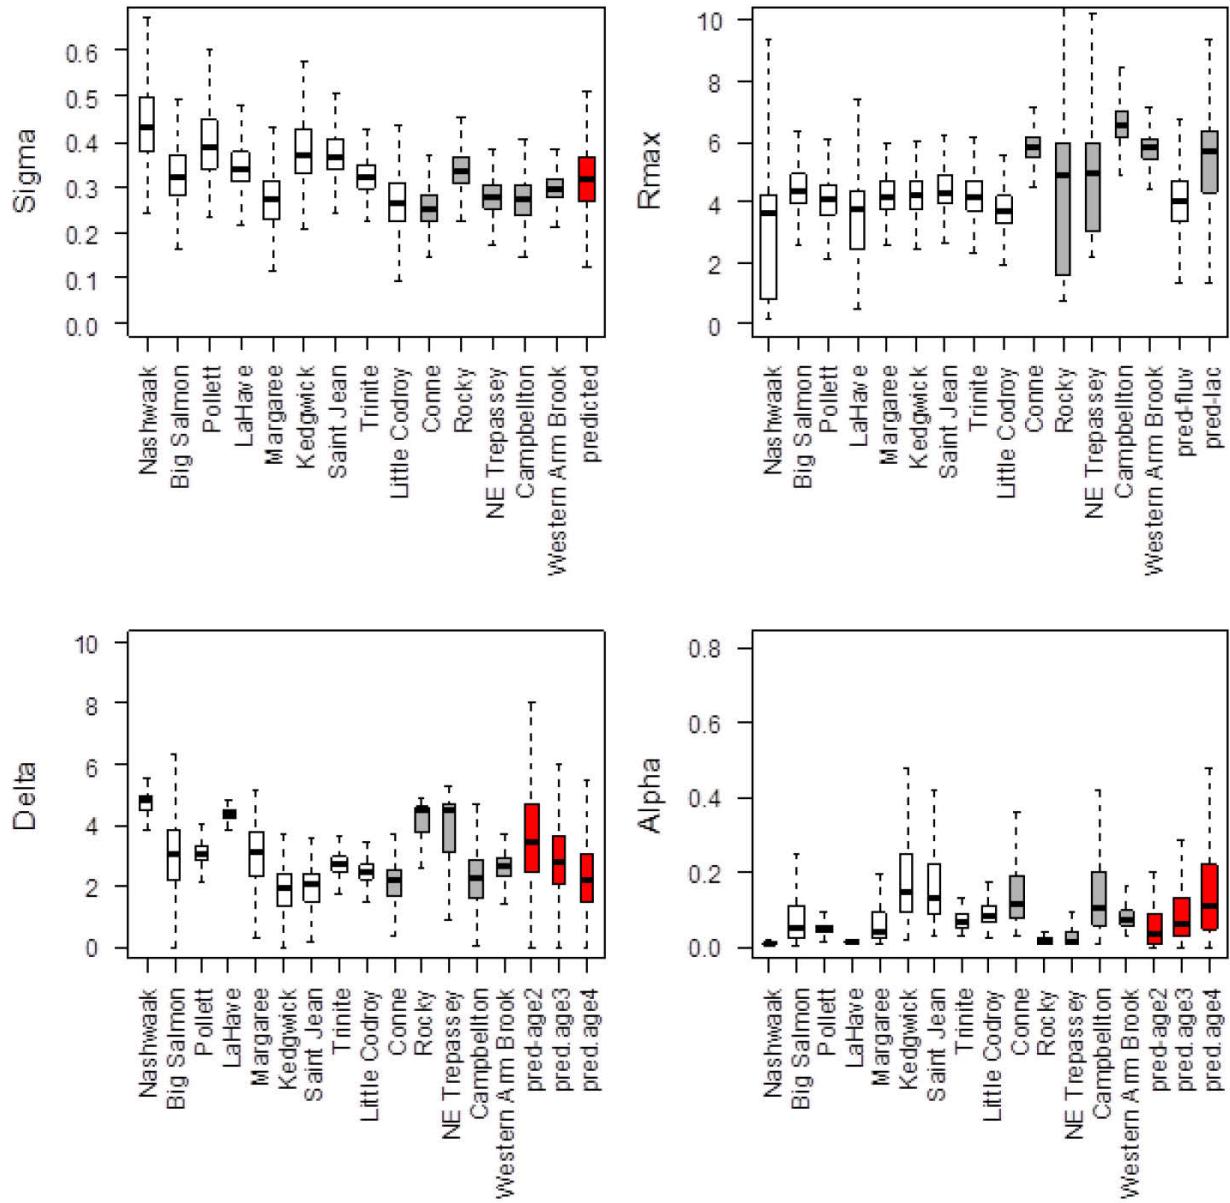 Sigma
0.6
0.5
0.4
0.3
0.2
0.1
0.0
Nashwaak
Big Salmon
Pollett
LaHave
Margaree
Kedgwick
Saint Jean
Trinite
Little Codroy
Conne
Rocky
NE Trepassey
Campbellton
Western Arm Brook
predicted
Rmax
10
8
6
4
2
0
Nashwaak
Big Salmon
Pollett
LaHave
Margaree
Kedgwick
Saint Jean
Trinite
Little Codroy
Conne
Rocky
NE Trepassey
Campbellton
Western Arm Brook
pred-fluv
pred-lac
Delta
10
8
6
4
2
0
Nashwaak
Big Salmon
Pollett
LaHave
Margaree
Kedgwick
Saint Jean
Trinite
Little Codroy
Conne
Rocky
NE Trepassey
Campbellton
Western Arm Brook
pred-age2
pred.age3
pred.age4
Alpha
0.8
0.6
0.4
0.2
0.0
Nashwaak
Big Salmon
Pollett
LaHave
Margaree
Kedgwick
Saint Jean
Trinite
Little Codroy
Conne
Rocky
NE Trepassey
Campbellton
Western Arm Brook
pred-age2
pred.age3
pred.age4